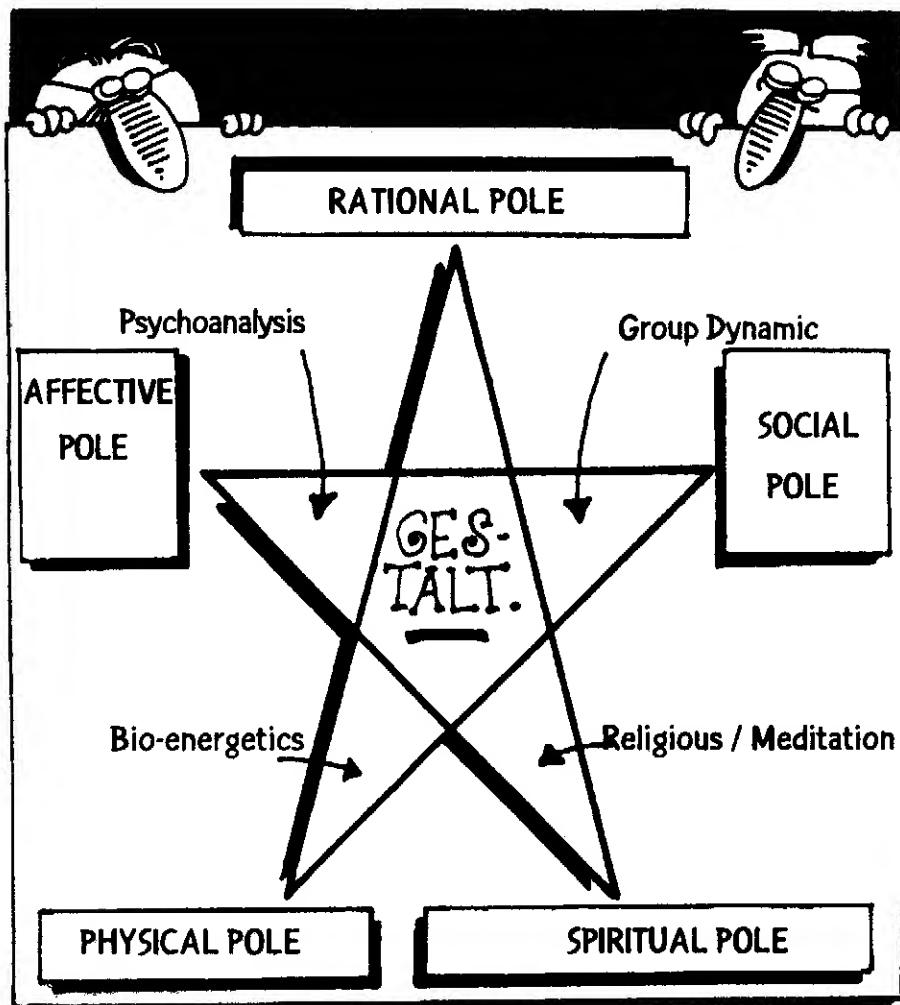 RATIONAL POLE
Psychoanalysis
Group Dynamic
AFFECTIVE
POLE
SOCIAL
POLE
GES-
TALT.
Bio-energetics
Religious / Meditation
PHYSICAL POLE
SPIRITUAL POLE